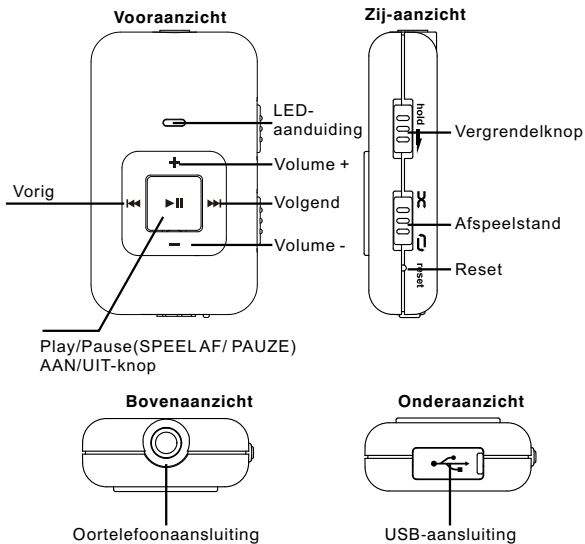 Vooraanzicht
Zij-aanzicht
LED-
aanduiding
Volume +
Vorig
Volgend
Volume -
Play/Pause(SPEEL AF/ PAUZE)
AAN/UIT-knop
hold
Vergrendelknop
Afspeelstand
reset
Reset
Bovenaanzicht
Onderaanzicht
Oortelefoonaansluiting
USB-aansluiting